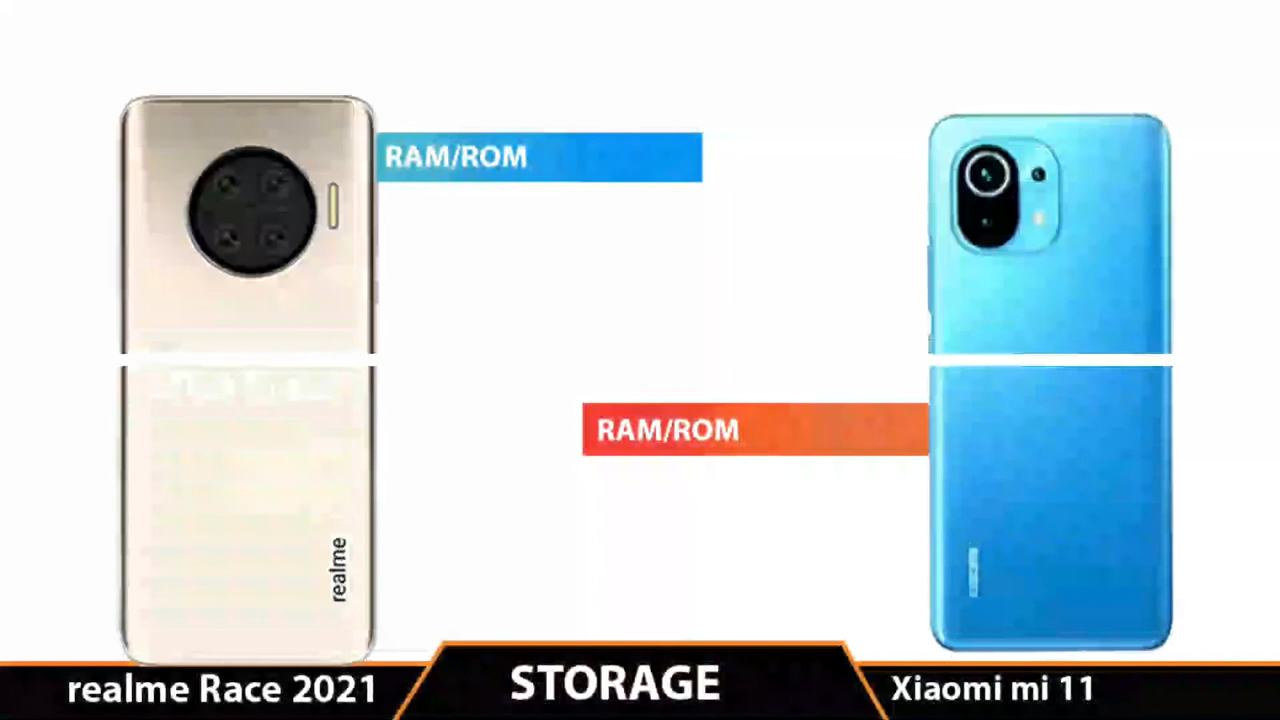 RAM/ROM
RAM/ROM
realme
realme Race 2021
STORAGE
Xiaomi mi 11